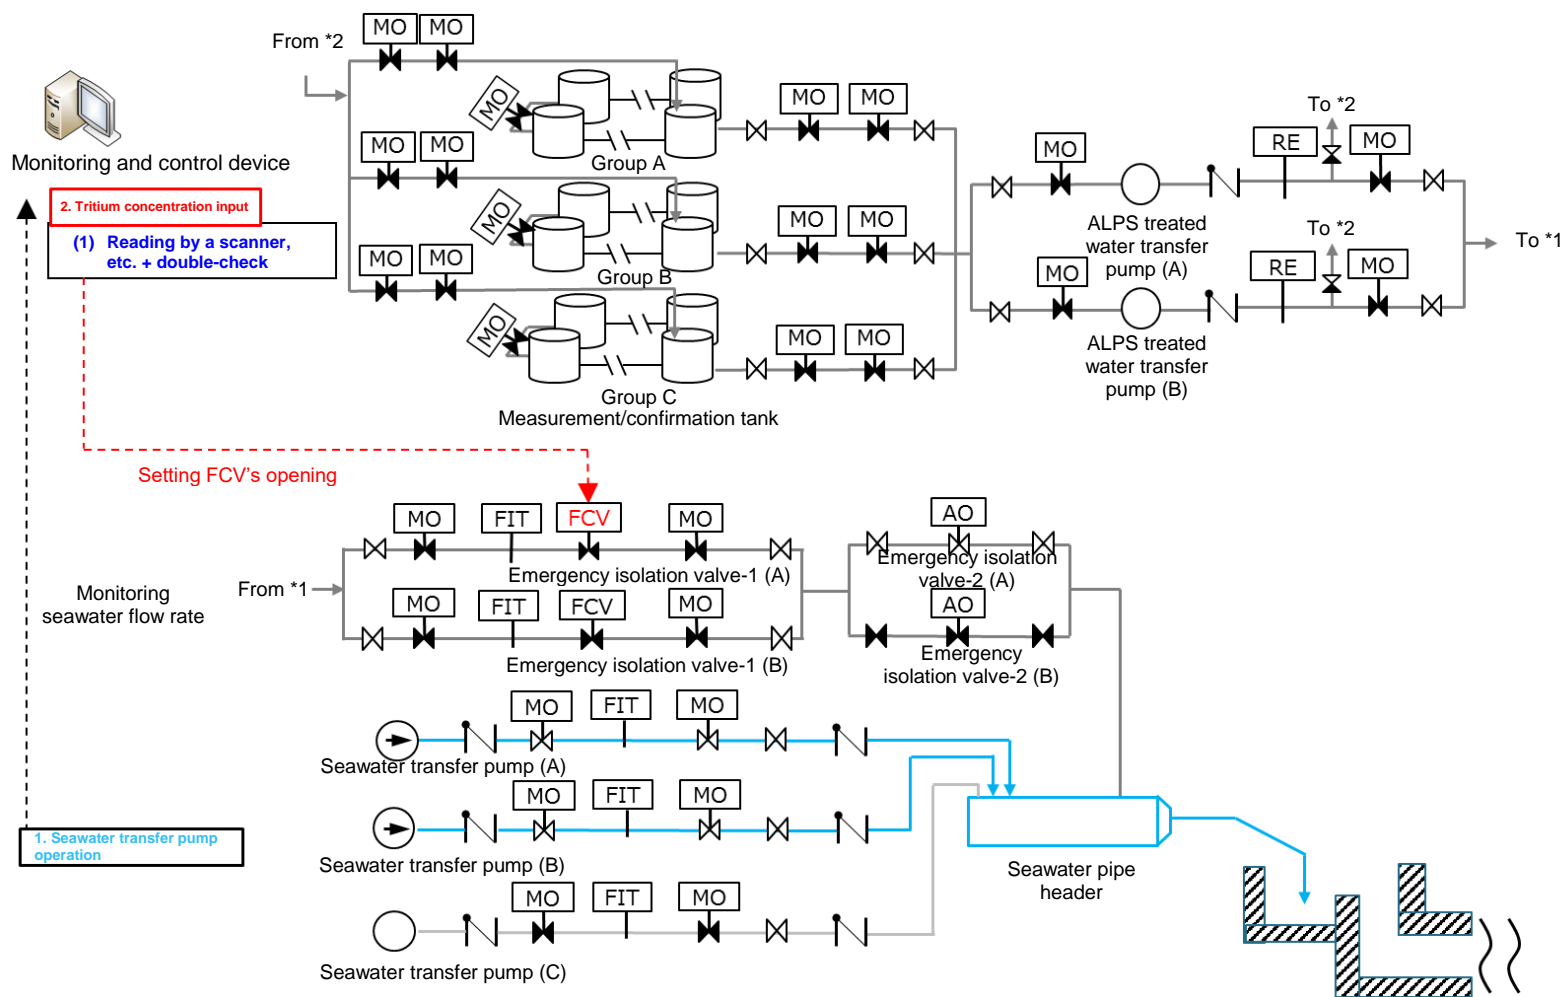 MO MO
From *2
MO
MO MO
Group A
Monitoring and control device
2. Tritium concentration input
(1) Reading by a scanner,
etc. + double-check
MO MO
MO
MO MO
Group B
MO MO
MO
MO MO
Group C
Measurement/confirmation tank
To *2
MO
RE
MO
ALPS treated
water transfer
pump (A)
To *2
To *1
MO
RE
MO
ALPS treated
water transfer
pump (B)
Setting FCV's opening
MO FIT FCV MO
Emergency isolation valve-1 (A)
AO
Emergency isolation
valve-2 (A)
Monitoring
seawater flow rate
From *1
MO FIT FCV MO
Emergency isolation valve-1 (B)
AO
Emergency
isolation valve-2 (B)
MO FIT MO
Seawater transfer pump (A)
MO FIT MO
Seawater transfer pump (B)
1. Seawater transfer pump
operation
Seawater pipe
header
MO FIT MO
Seawater transfer pump (C)